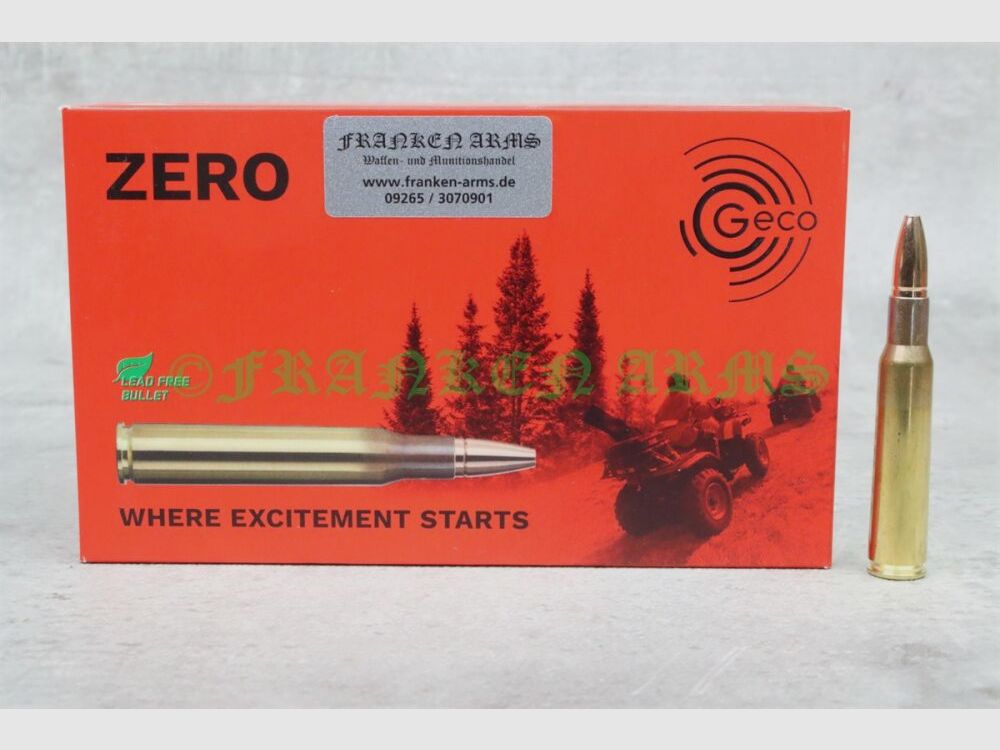 ZERO
FRANKEN ARMS
Waffen- und Munitionshandel
www.franken-arms.de
09265 / 3070901
Geco
© FRANKEN ARMS
LEAD FREE
BULLET
WHERE EXCITEMENT STARTS